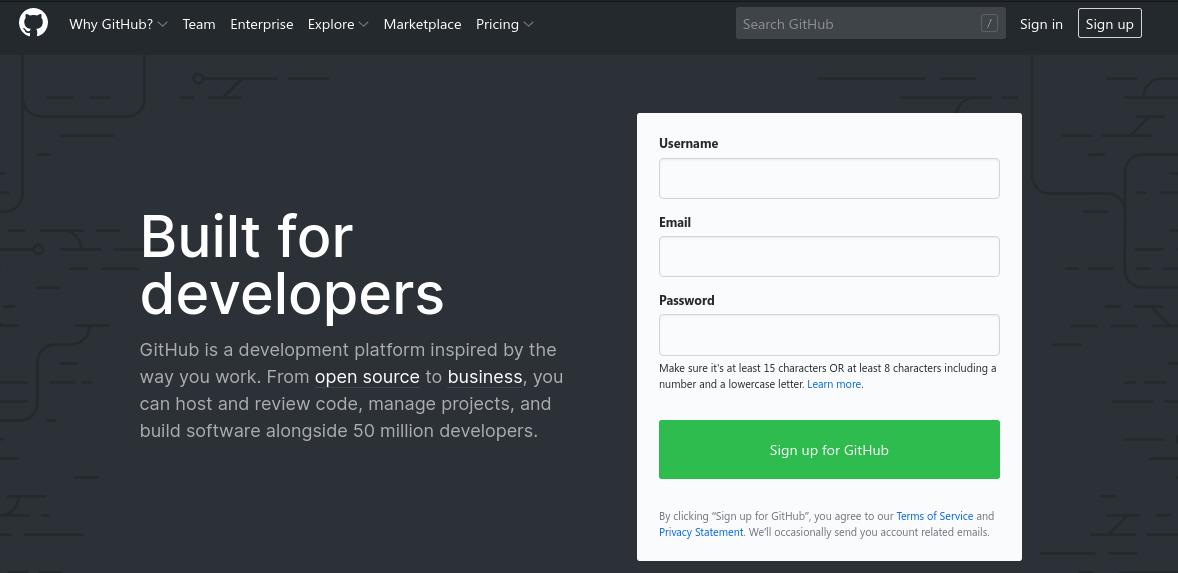 Why GitHub? Team Enterprise Explore Marketplace Pricing Search GitHub / Sign in Sign up
Built for
developers
GitHub is a development platform inspired by the
way you work. From open source to business, you
can host and review code, manage projects, and
build software alongside 50 million developers.
Username
Email
Password
Make sure it's at least 15 characters OR at least 8 characters including a
number and a lowercase letter. Learn more.
Sign up for GitHub
By clicking “Sign up for GitHub”, you agree to our Terms of Service and
Privacy Statement. We’ll occasionally send you account related emails.